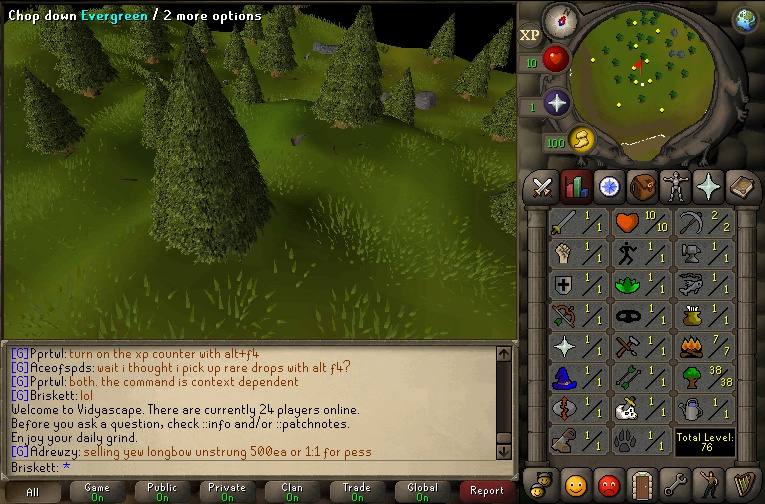 Chop down Evergreen / 2 more options
XP
10
1
100
1/1 10/10 2/2
1/1 1/1 1/1
1/1 1/1 1/1
1/1 1/1 1/1
1/1 1/1 7/7
1/1 1/1 38/38
1/1 1/1 1/1
1/1 1/1 Total Level: 76
[G]Pprtwl: turn on the xp counter with alt+f4
[G]Aceofspds: wait i thought i pick up rare drops with alt f4?
[G]Pprtwl: both. the command is context dependent
[G]Briskett: lol
Welcome to Vidyascape. There are currently 24 players online.
Before you ask a question, check ::info and/or ::patchnotes.
Enjoy your daily grind.
[G]Adrewzy: selling yew longbow unstrung 500ea or 1:1 for pess
Briskett: *
All
Game On
Public On
Private On
Clan On
Trade On
Global On
Report